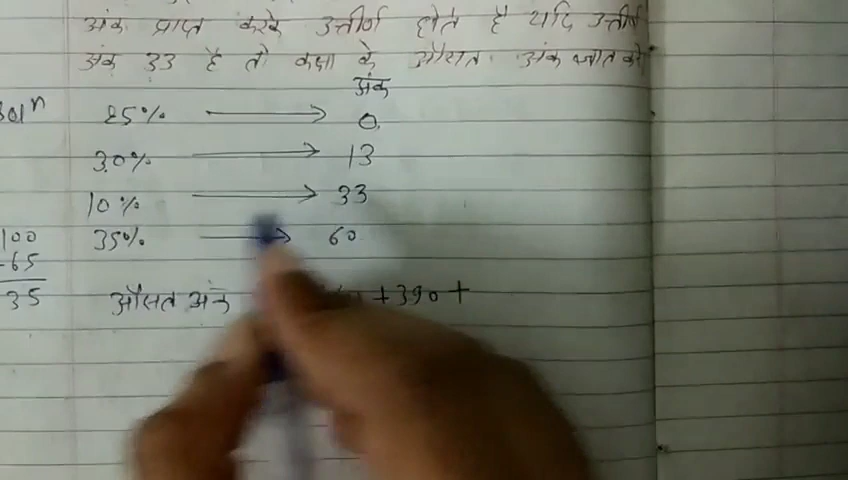 अंक प्राप्त करके उत्तीर्ण होते है यदि उत्तीर्ण
अंक 33 है तो कक्षा के औसत अंक ज्ञात करो
अंक
Solⁿ 25% → 0
30% → 13
10% → 33
100 35% → 60
-65
35 औसत अंक +390+